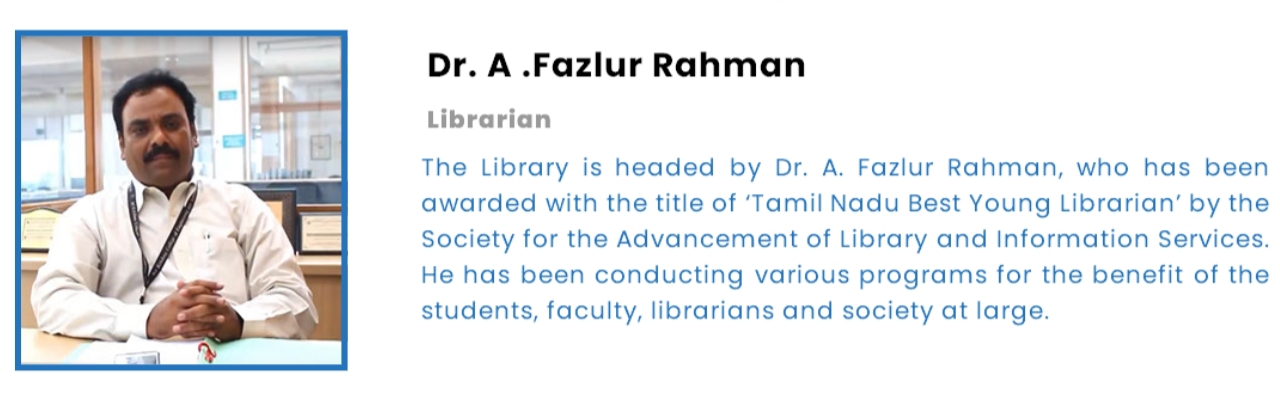 Dr. A .Fazlur Rahman
Librarian
The Library is headed by Dr. A. Fazlur Rahman, who has been
awarded with the title of ‘Tamil Nadu Best Young Librarian’ by the
Society for the Advancement of Library and Information Services.
He has been conducting various programs for the benefit of the
students, faculty, librarians and society at large.